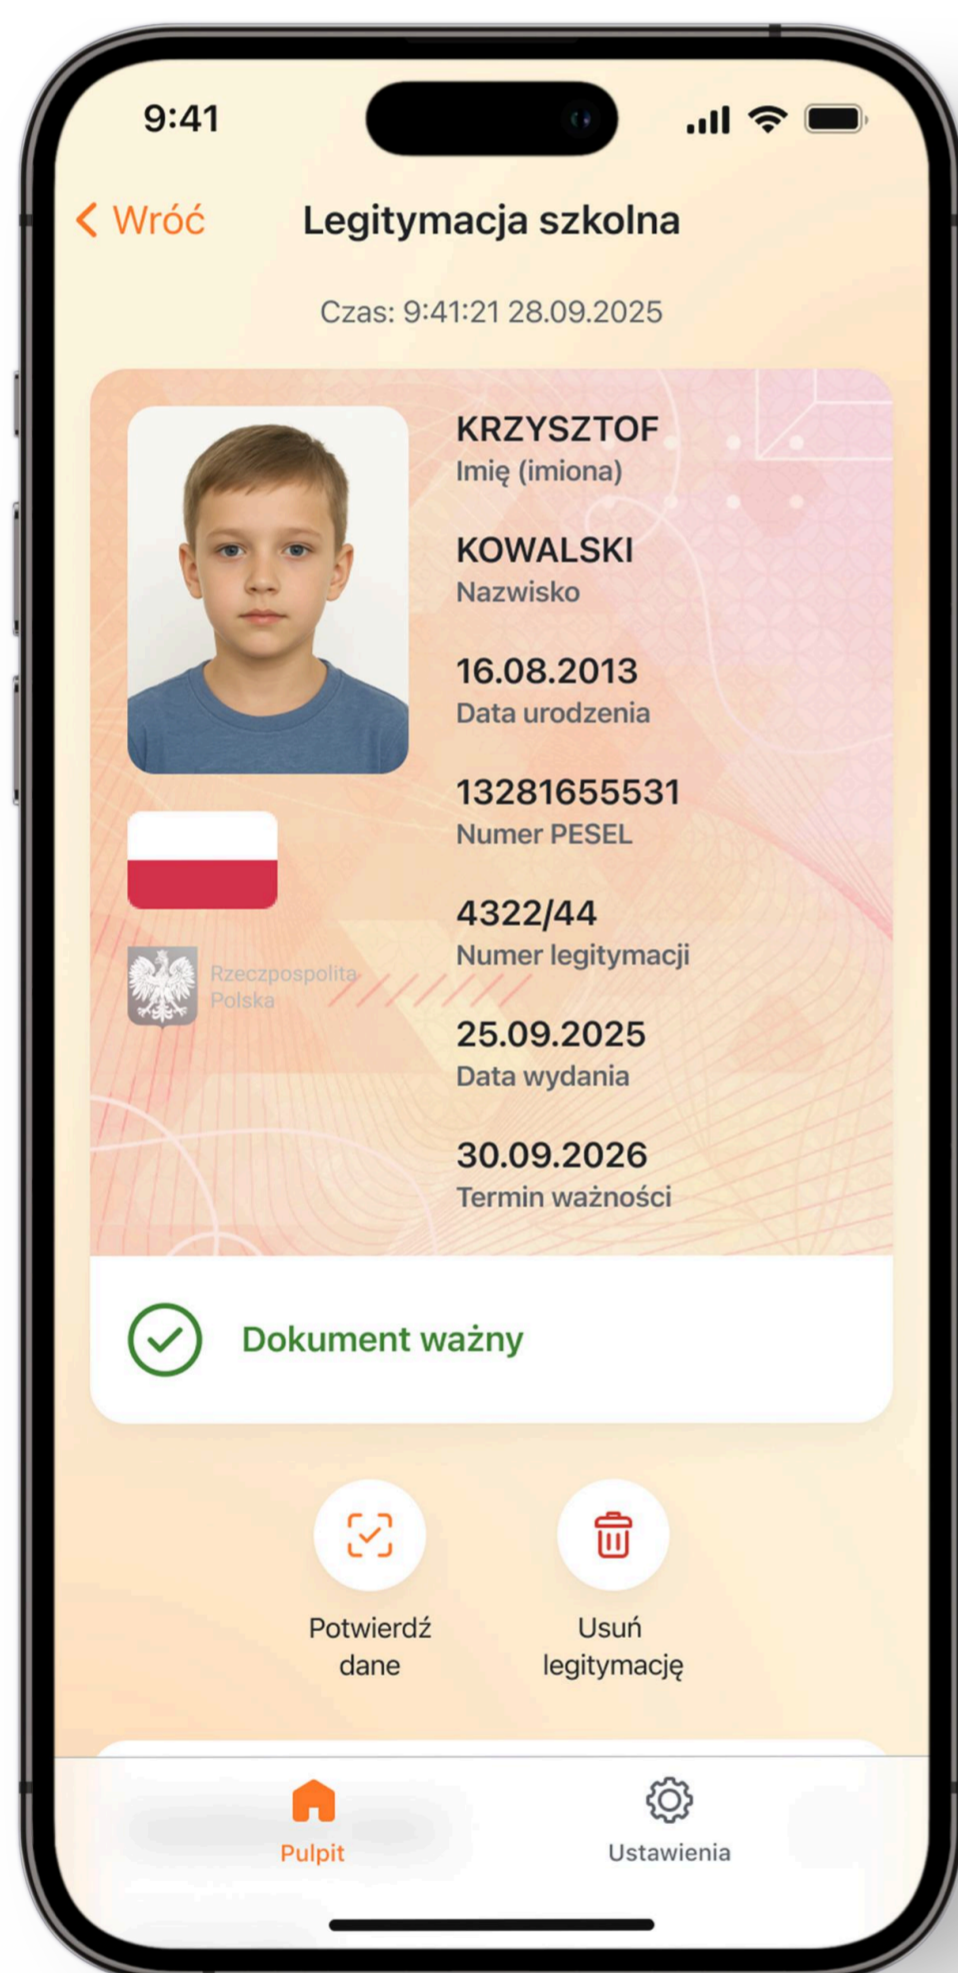 9:41
Wróć
Legitymacja szkolna
Czas: 9:41:21 28.09.2025
KRZYSZTOF
Imię (imiona)
KOWALSKI
Nazwisko
16.08.2013
Data urodzenia
13281655531
Numer PESEL
4322/44
Numer legitymacji
25.09.2025
Data wydania
30.09.2026
Termin ważności
Rzeczpospolita
Polska
Dokument ważny
Potwierdź
dane
Usuń
legitymację
Pulpit
Ustawienia